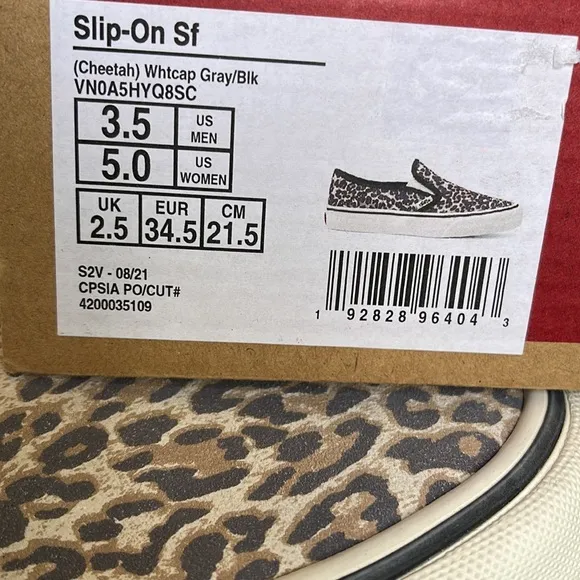 Slip-On Sf
(Cheetah) Whtcap Gray/Blk
VN0A5HYQ8SC
3.5 US MEN
5.0 US WOMEN
UK 2.5 EUR 34.5 CM 21.5
S2V - 08/21
CPSIA PO/CUT#
4200035109
1 92828 96404 3